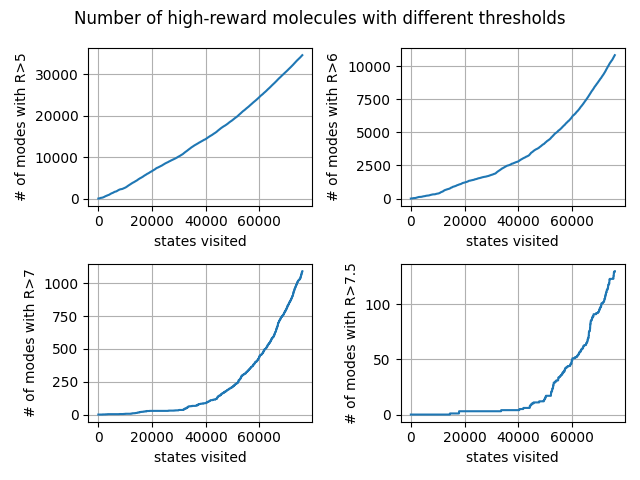 Number of high-reward molecules with different thresholds
# of modes with R>5
30000
20000
10000
0
0 20000 40000 60000
states visited
# of modes with R>6
10000
7500
5000
2500
0
0 20000 40000 60000
states visited
# of modes with R>7
1000
750
500
250
0
0 20000 40000 60000
states visited
# of modes with R>7.5
100
50
0
0 20000 40000 60000
states visited